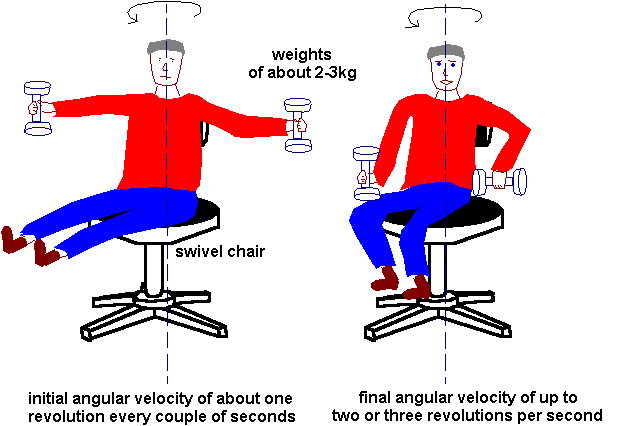 weights
of about 2-3kg
swivel chair
initial angular velocity of about one
revolution every couple of seconds
final angular velocity of up to
two or three revolutions per second